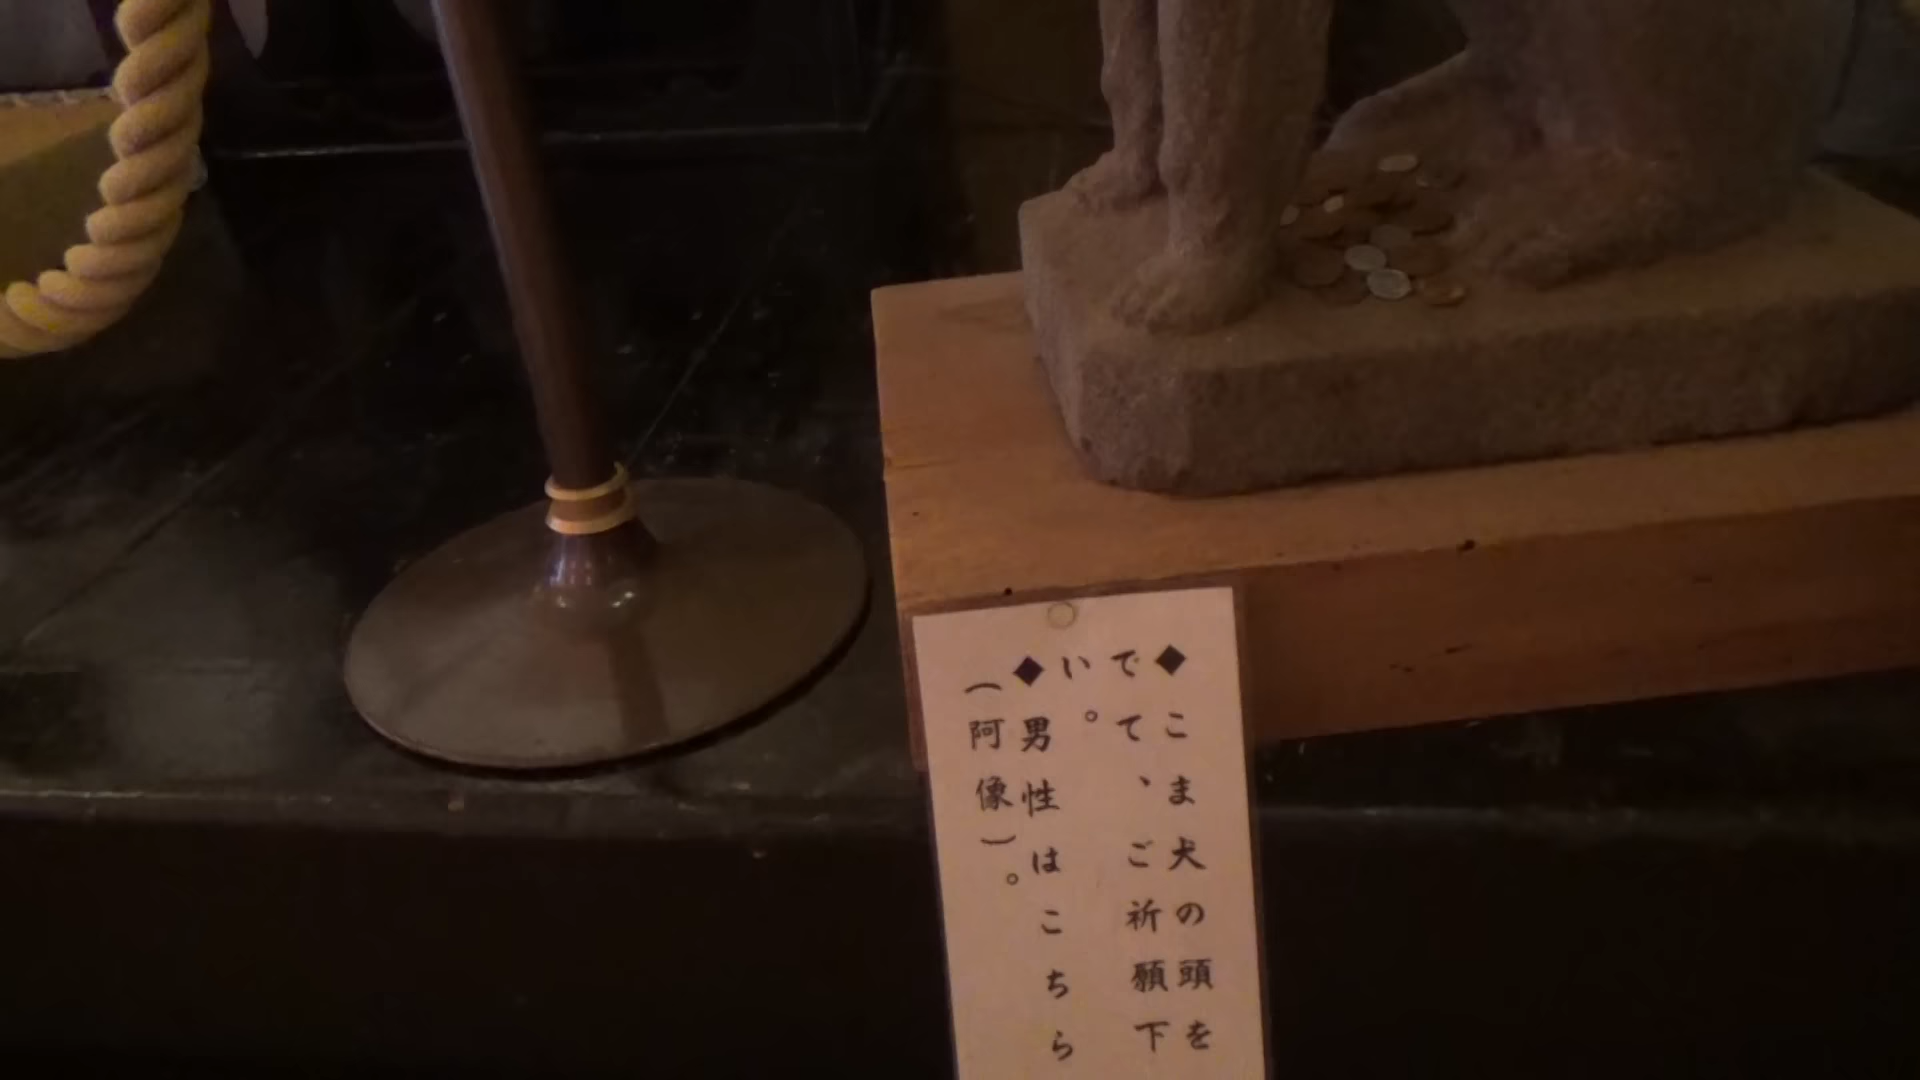 ◆こま犬の頭を
でて、ご祈願下
い。
◆男性はこちら
(阿像)。